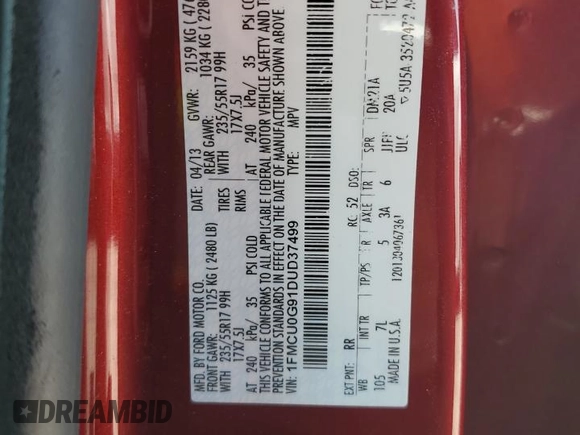 MFD. BY FORD MOTOR CO.
04/13
GVWR: 2159 KG
FRONT GAWR: 1125 KG (2480 LB)
REAR GAWR: 1034 KG
WITH 235/55R17 99H TIRES
WITH 235/55R17 99H
17X7.5J RIMS
17X7.5J
AT 240 kPa/ 35 PSI COLD
AT 240 kPa/ 35 PSI
THIS VEHICLE CONFORMS TO ALL APPLICABLE FEDERAL MOTOR VEHICLE SAFETY AND
PREVENTION STANDARDS IN EFFECT ON THE DATE OF MANUFACTURE SHOWN ABOVE
VIN: 1FMCU0G91DUD37499
TYPE: MPV
EXT PNT: RR RC: 52 DSO:
WB INT TR TP/PS R AXLE TR SPR
105 7L 5 3A 6
20A
MADE IN U.S.A.
DREAMBID